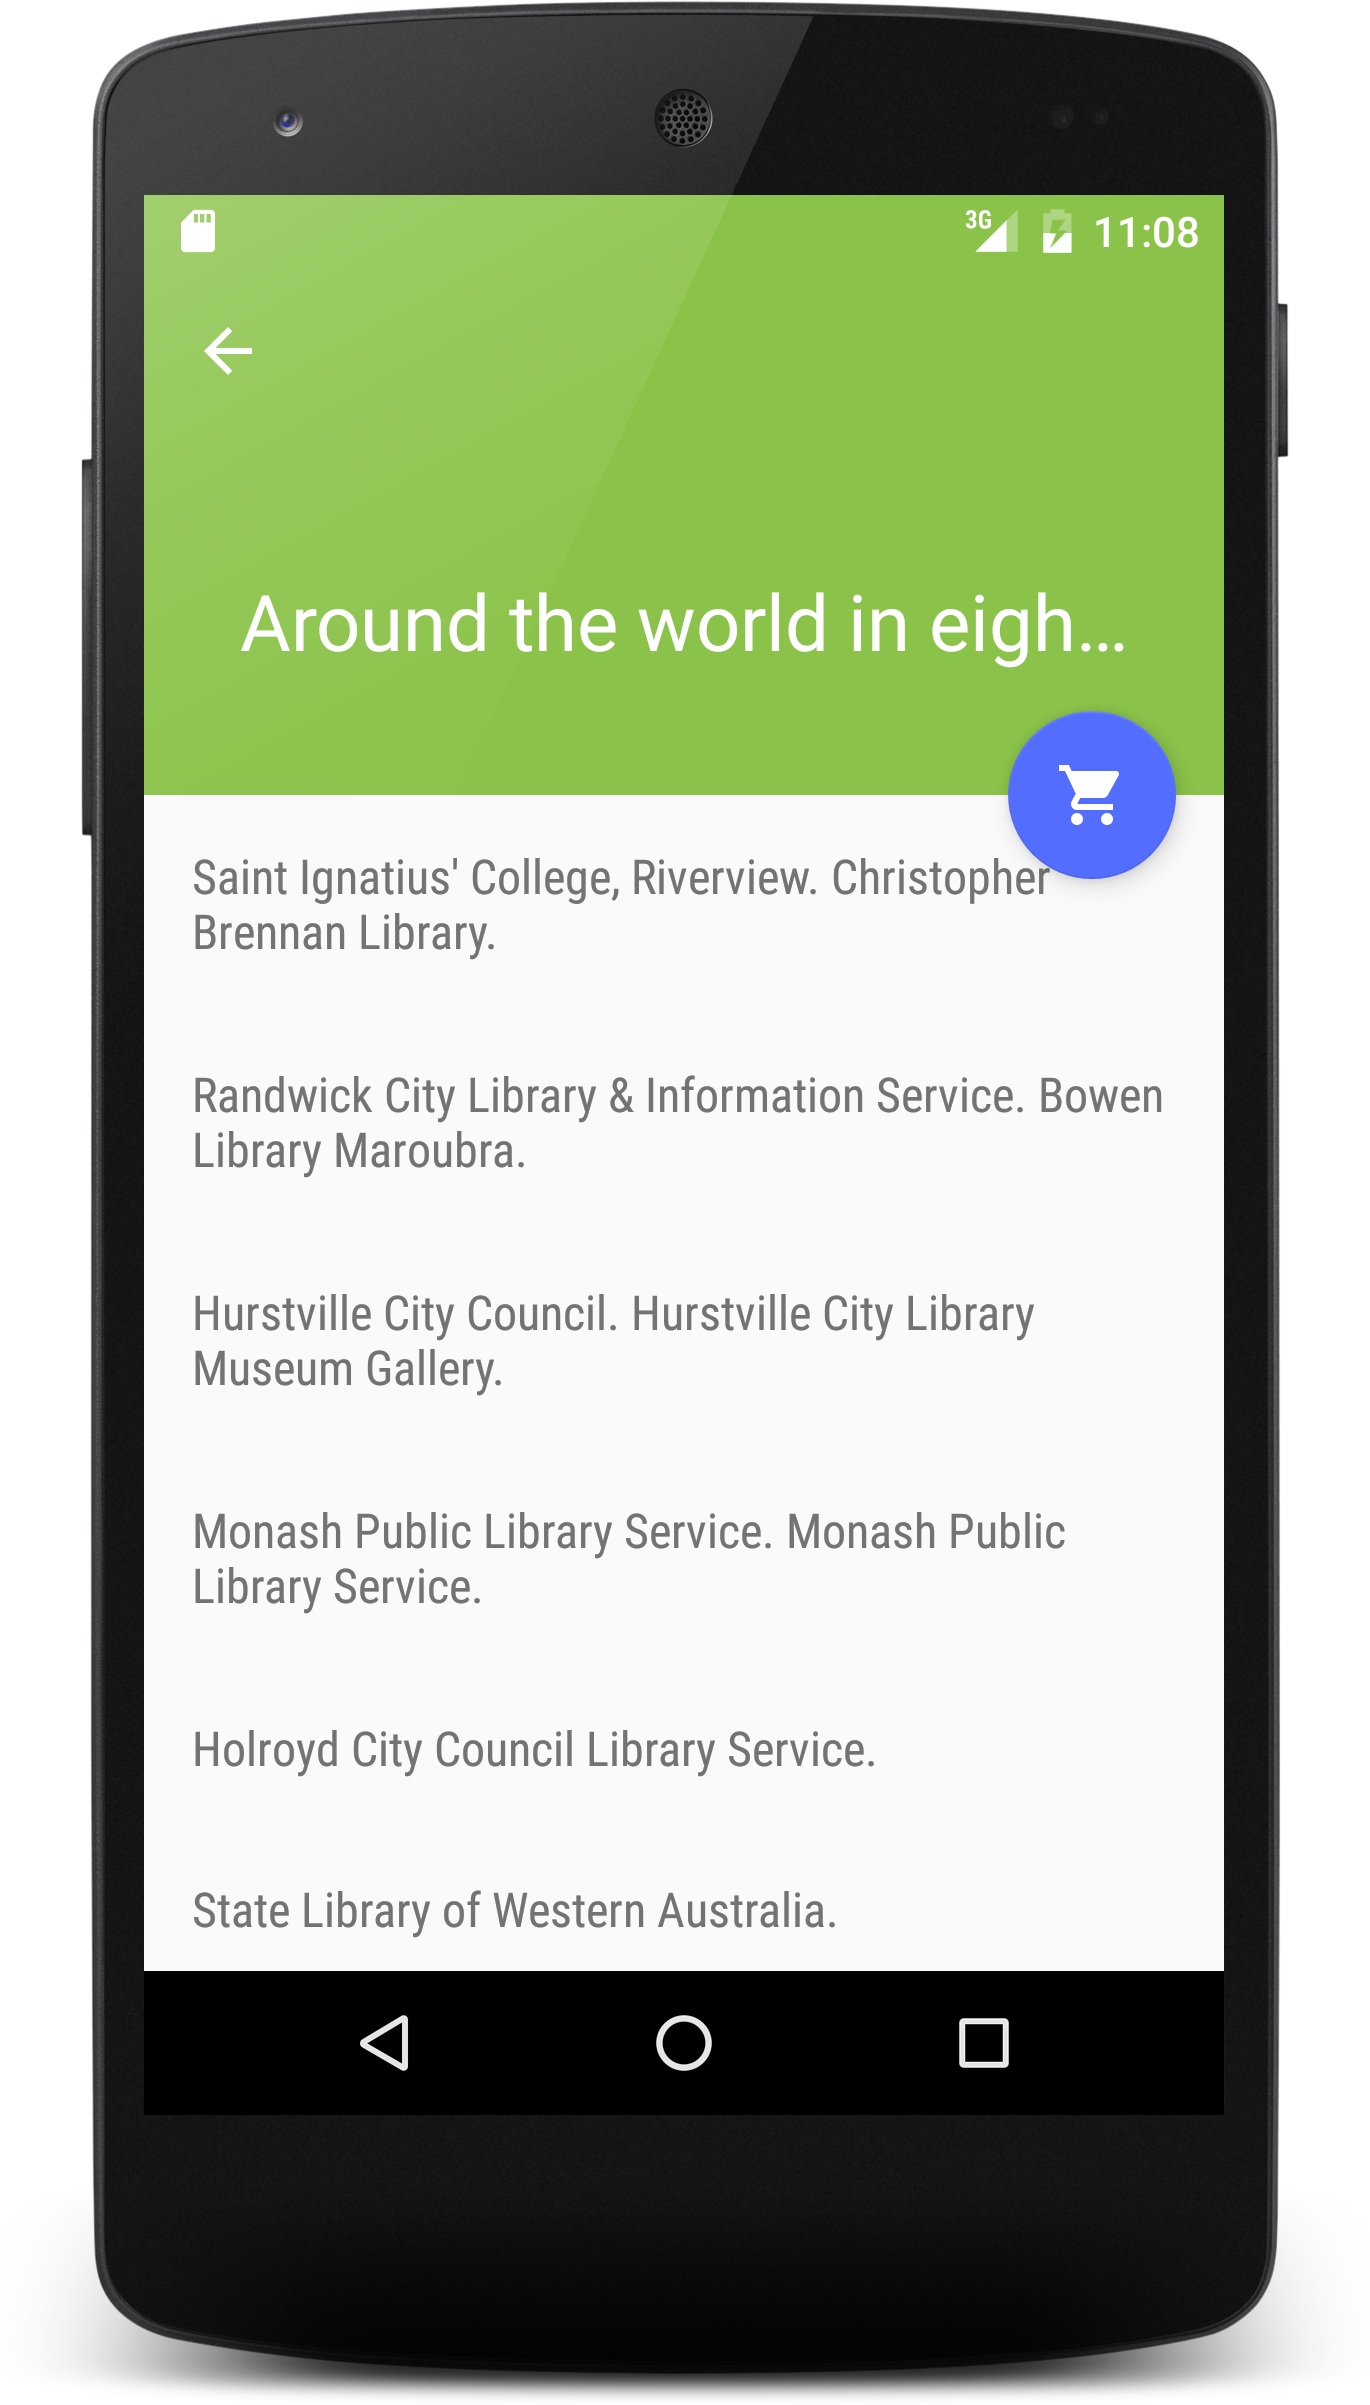 3G 11:08
Around the world in eigh...
Saint Ignatius' College, Riverview. Christopher
Brennan Library.
Randwick City Library & Information Service. Bowen
Library Maroubra.
Hurstville City Council. Hurstville City Library
Museum Gallery.
Monash Public Library Service. Monash Public
Library Service.
Holroyd City Council Library Service.
State Library of Western Australia.